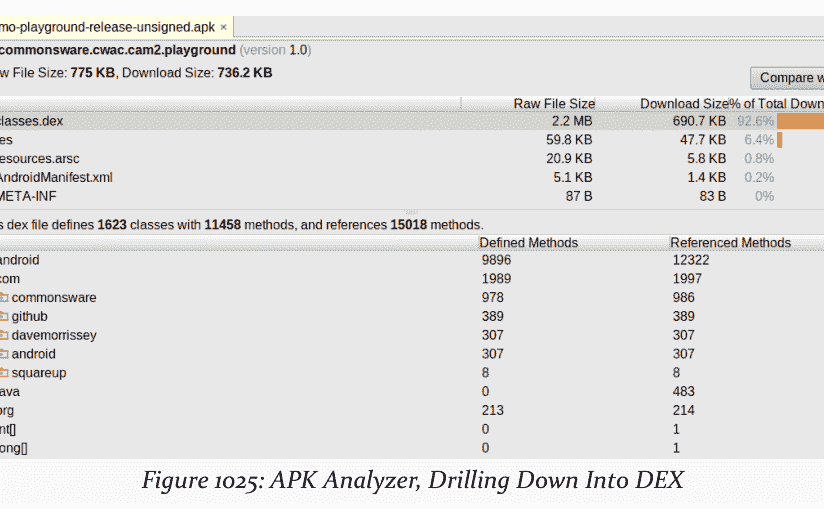 mo-playground-release-unsigned.apk ×
commonsware.cwac.cam2.playground (version 1.0)
w File Size: 775 KB, Download Size: 736.2 KB
Compare w
Raw File Size Download Size % of Total Down
classes.dex 2.2 MB 690.7 KB 92.6%
es 59.8 KB 47.7 KB 6.4%
esources.arsc 20.9 KB 5.8 KB 0.8%
AndroidManifest.xml 5.1 KB 1.4 KB 0.2%
META-INF 87 B 83 B 0%
s dex file defines 1623 classes with 11458 methods, and references 15018 methods.
Defined Methods Referenced Methods
android 9896 12322
com 1989 1997
commonsware 978 986
github 389 389
davemorrissey 307 307
android 307 307
squareup 8 8
ava 0 483
org 213 214
nt[] 0 1
ong[] 0 1
Figure 1025: APK Analyzer, Drilling Down Into DEX